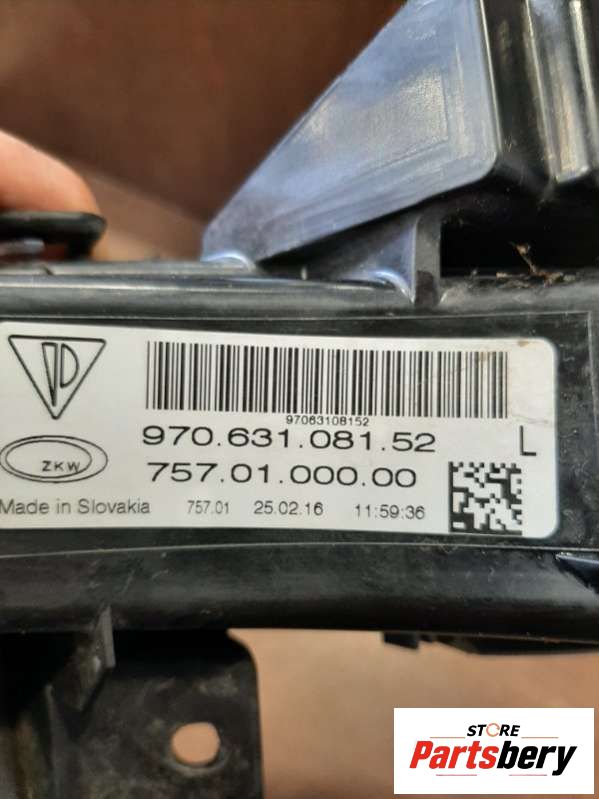 97063108152
970.631.081.52 L
ZKW
757.01.000.00
Made in Slovakia 757.01 25.02.16 11:59:36
STORE
Partsbery